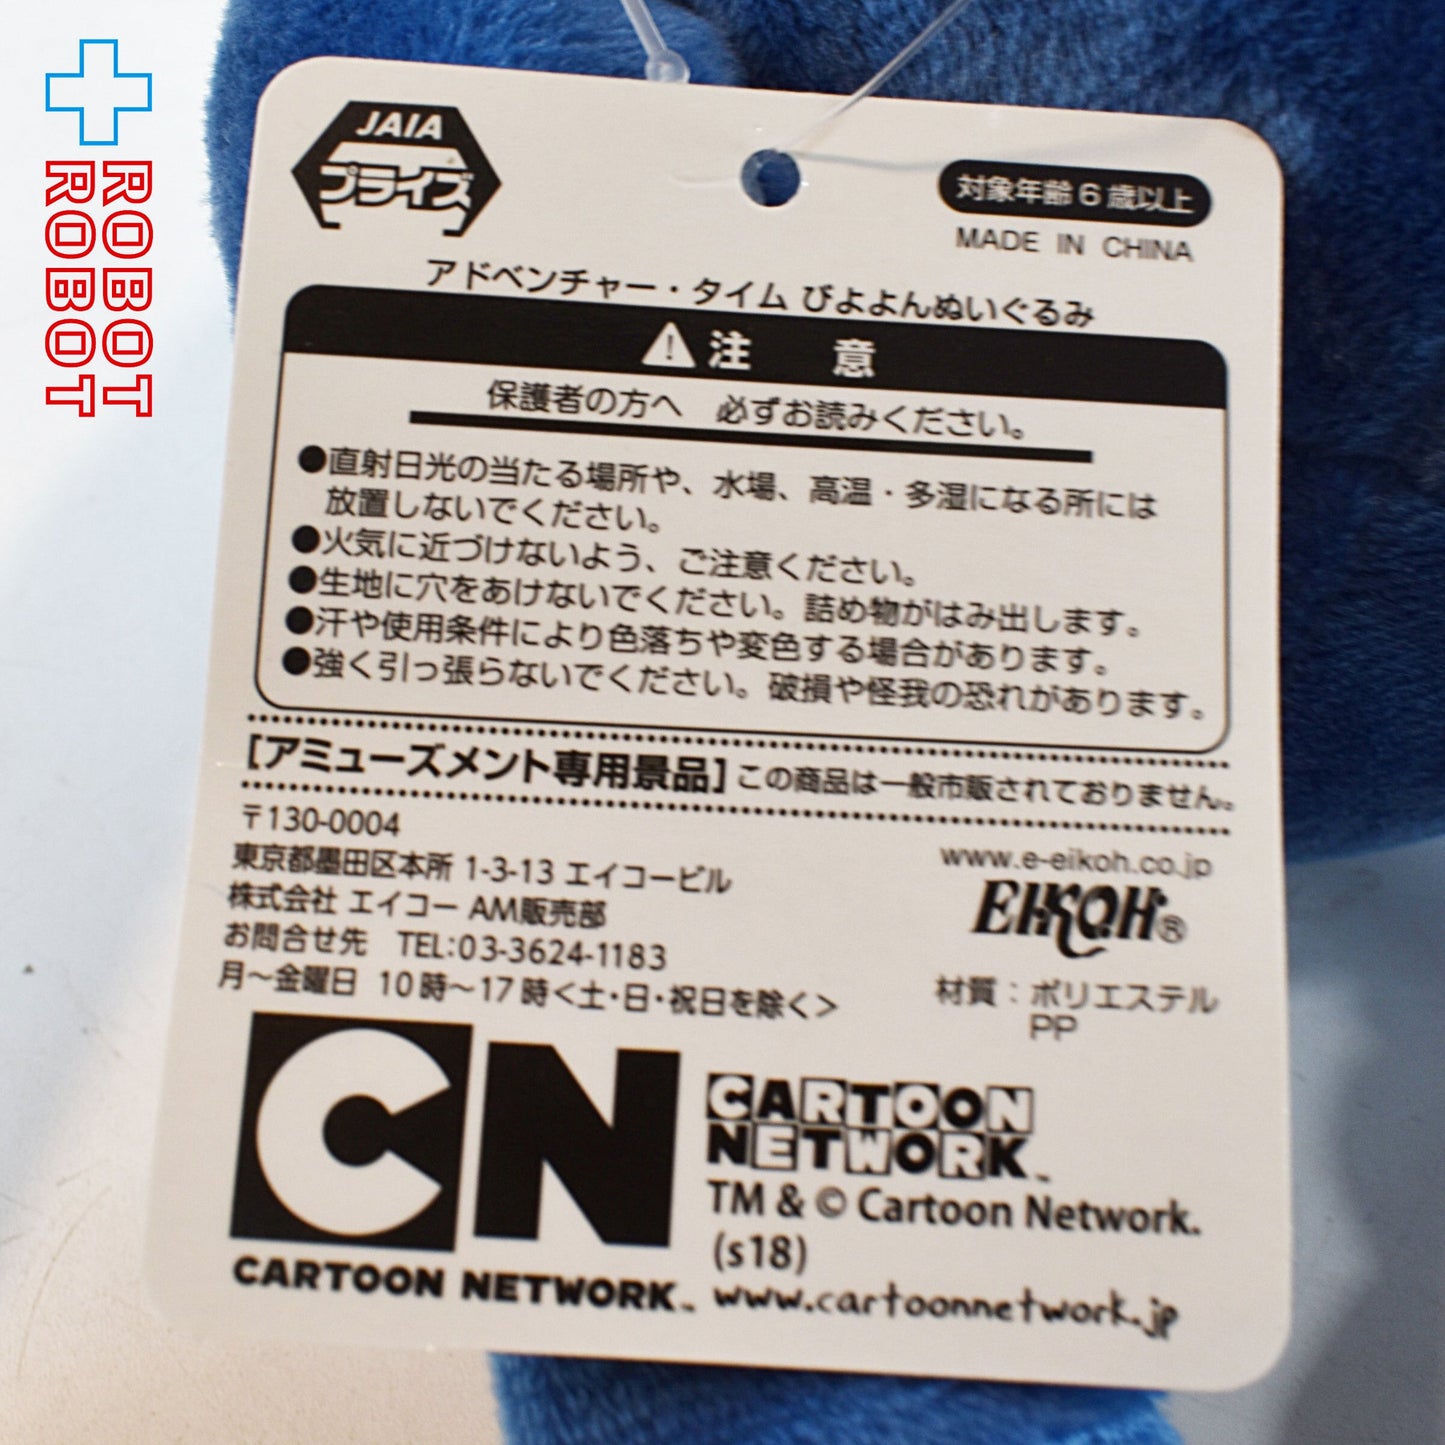 ROBOT
ROBOT
JAIA
プライズ
対象年齢6歳以上
MADE IN CHINA
アドベンチャー・タイム びよよんぬいぐるみ
注 意
保護者の方へ 必ずお読みください。
●直射日光の当たる場所や、水場、高温・多湿になる所には
放置しないでください。
●火気に近づけないよう、ご注意ください。
●生地に穴をあけないでください。詰め物がはみ出します。
●汗や使用条件により色落ちや変色する場合があります。
●強く引っ張らないでください。破損や怪我の恐れがあります。
[アミューズメント専用景品] この商品は一般市販されておりません。
〒130-0004
東京都墨田区本所 1-3-13 エイコービル
株式会社 エイコー AM販売部
お問合せ先 TEL:03-3624-1183
月～金曜日 10時～17時<土・日・祝日を除く>
www.e-eikoh.co.jp
EIKOH®
材質：ポリエステル
PP
CN
CARTOON NETWORK™
CARTOON
NETWORK™
TM & © Cartoon Network.
(s18)
www.cartoonnetwork.jp